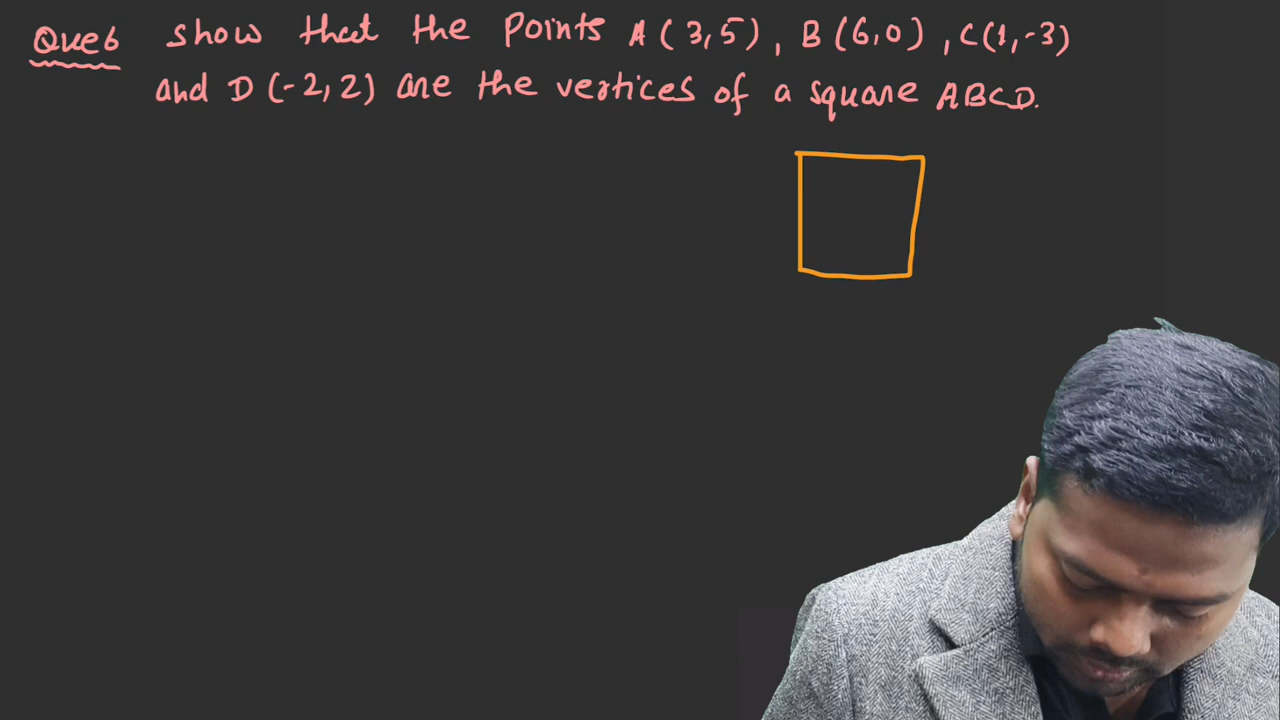 Que6 show that the points A(3,5), B(6,0), C(1,-3)
and D(-2,2) are the vertices of a square ABCD.